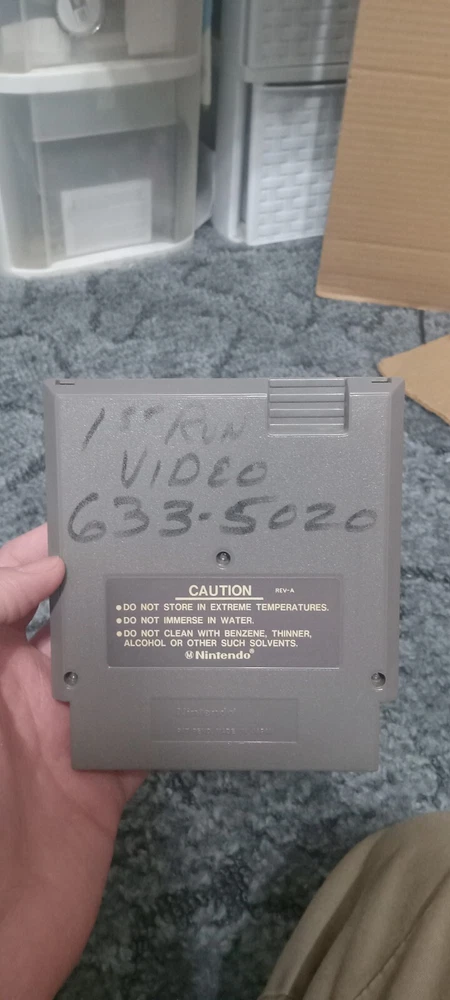 1ST RUN
VIDEO
633-5020
CAUTION REV-A
●DO NOT STORE IN EXTREME TEMPERATURES.
●DO NOT IMMERSE IN WATER.
●DO NOT CLEAN WITH BENZENE, THINNER,
ALCOHOL OR OTHER SUCH SOLVENTS.
Nintendo®
Nintendo